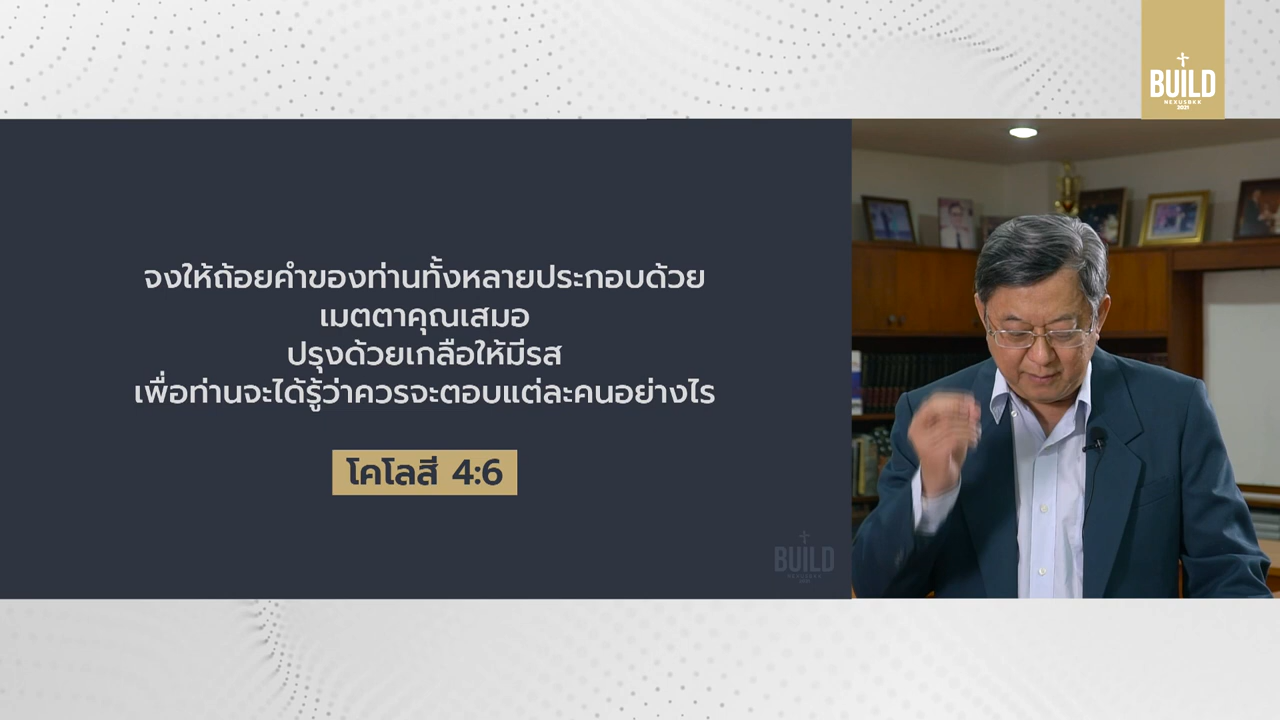 BUILD
NEXUSBKK
2021
จงให้ถ้อยคำของท่านทั้งหลายประกอบด้วย
เมตตาคุณเสมอ
ปรุงด้วยเกลือให้มีรส
เพื่อท่านจะได้รู้ว่าควรจะตอบแต่ละคนอย่างไร
โคโลสี 4:6
BUILD